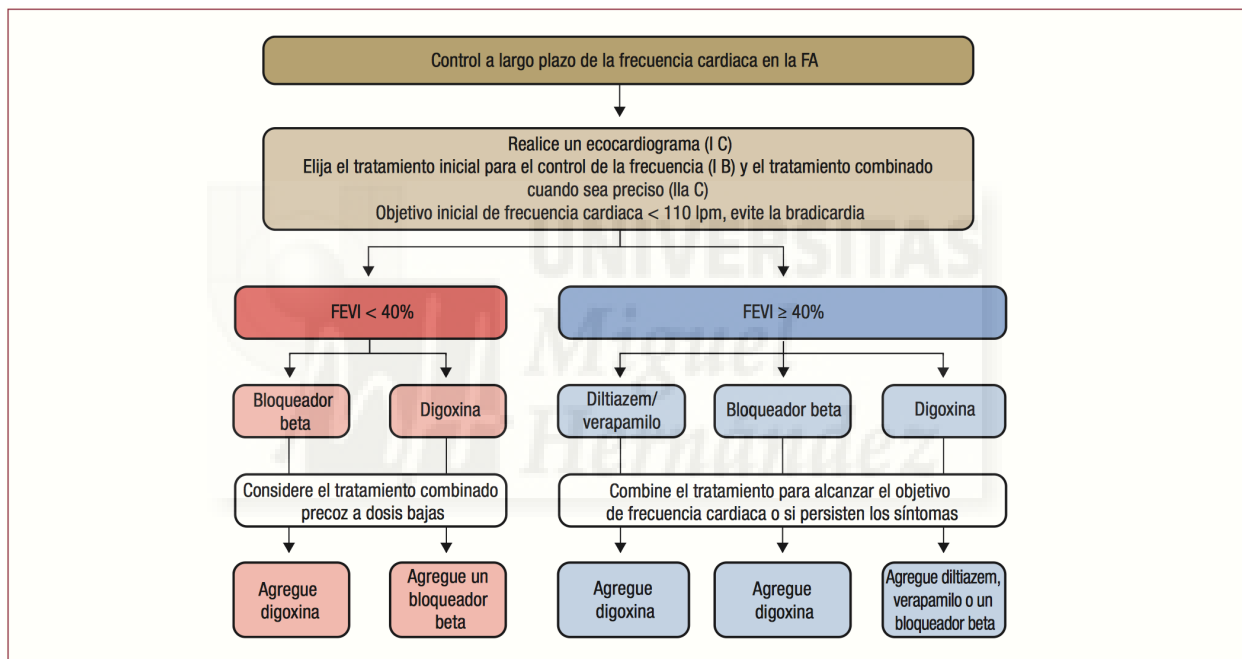 Control a largo plazo de la frecuencia cardiaca en la FA
Realice un ecocardiograma (I C)
Elija el tratamiento inicial para el control de la frecuencia (I B) y el tratamiento combinado
cuando sea preciso (IIa C)
Objetivo inicial de frecuencia cardiaca < 110 lpm, evite la bradicardia
UNIVERSITAS
Miguel
Hernández
FEVI < 40%
FEVI ≥ 40%
Bloqueador
beta
Digoxina
Diltiazem/
verapamilo
Bloqueador beta
Digoxina
Considere el tratamiento combinado
precoz a dosis bajas
Combine el tratamiento para alcanzar el objetivo
de frecuencia cardiaca o si persisten los síntomas
Agregue
digoxina
Agregue un
bloqueador
beta
Agregue
digoxina
Agregue
digoxina
Agregue diltiazem,
verapamilo o un
bloqueador beta